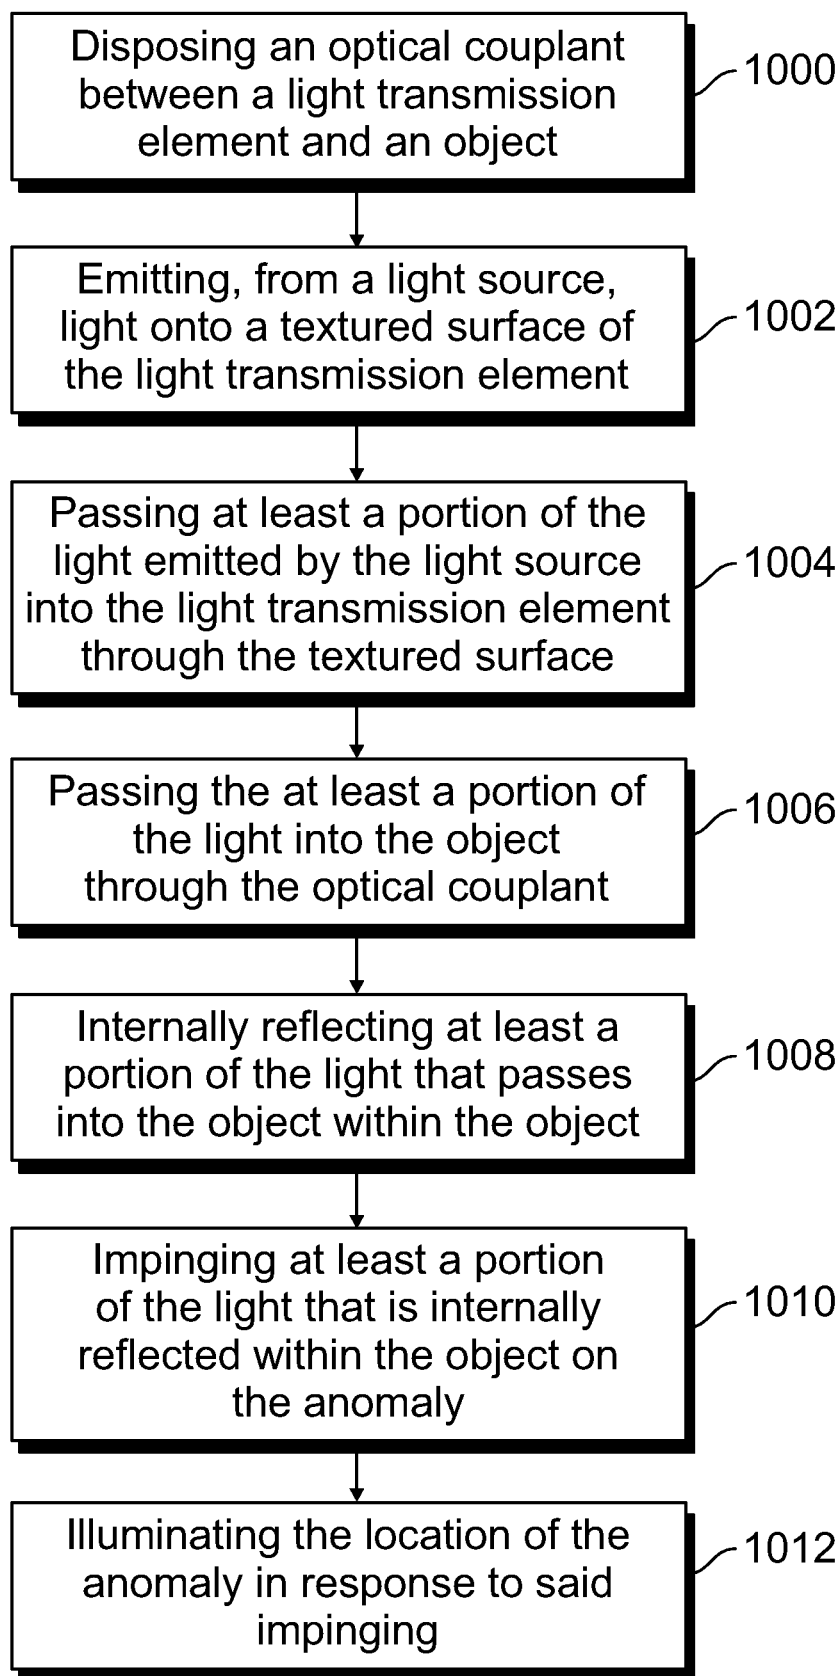 Disposing an optical couplant
between a light transmission
element and an object
1000
Emitting, from a light source,
light onto a textured surface of
the light transmission element
1002
Passing at least a portion of the
light emitted by the light source
into the light transmission element
through the textured surface
1004
Passing the at least a portion of
the light into the object
through the optical couplant
1006
Internally reflecting at least a
portion of the light that passes
into the object within the object
1008
Impinging at least a portion
of the light that is internally
reflected within the object on
the anomaly
1010
Illuminating the location of the
anomaly in response to said
impinging
1012